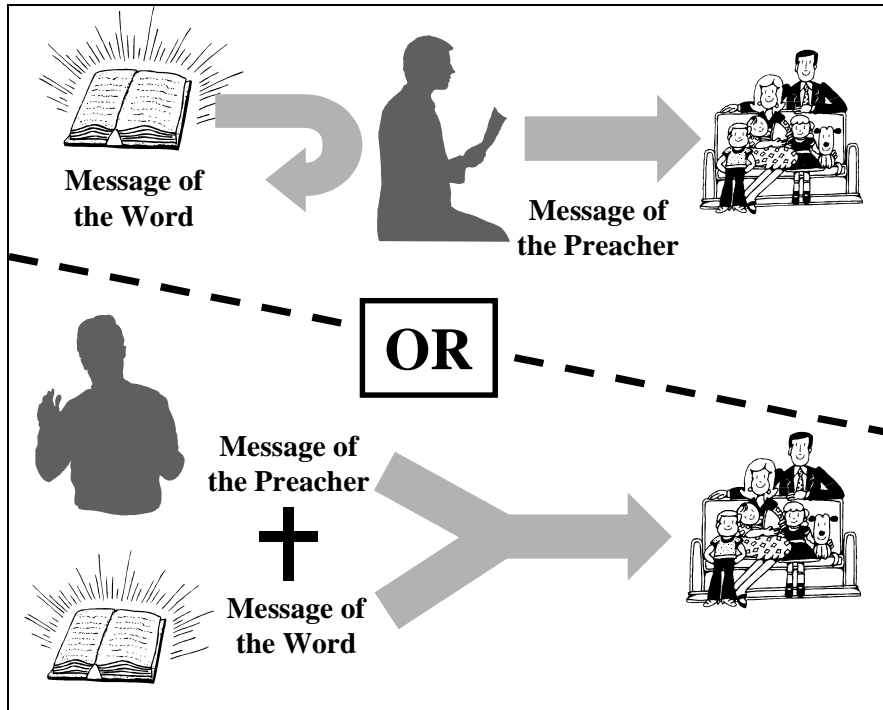 Message of
the Word
Message of
the Preacher
OR
Message of
the Preacher
Message of
the Word